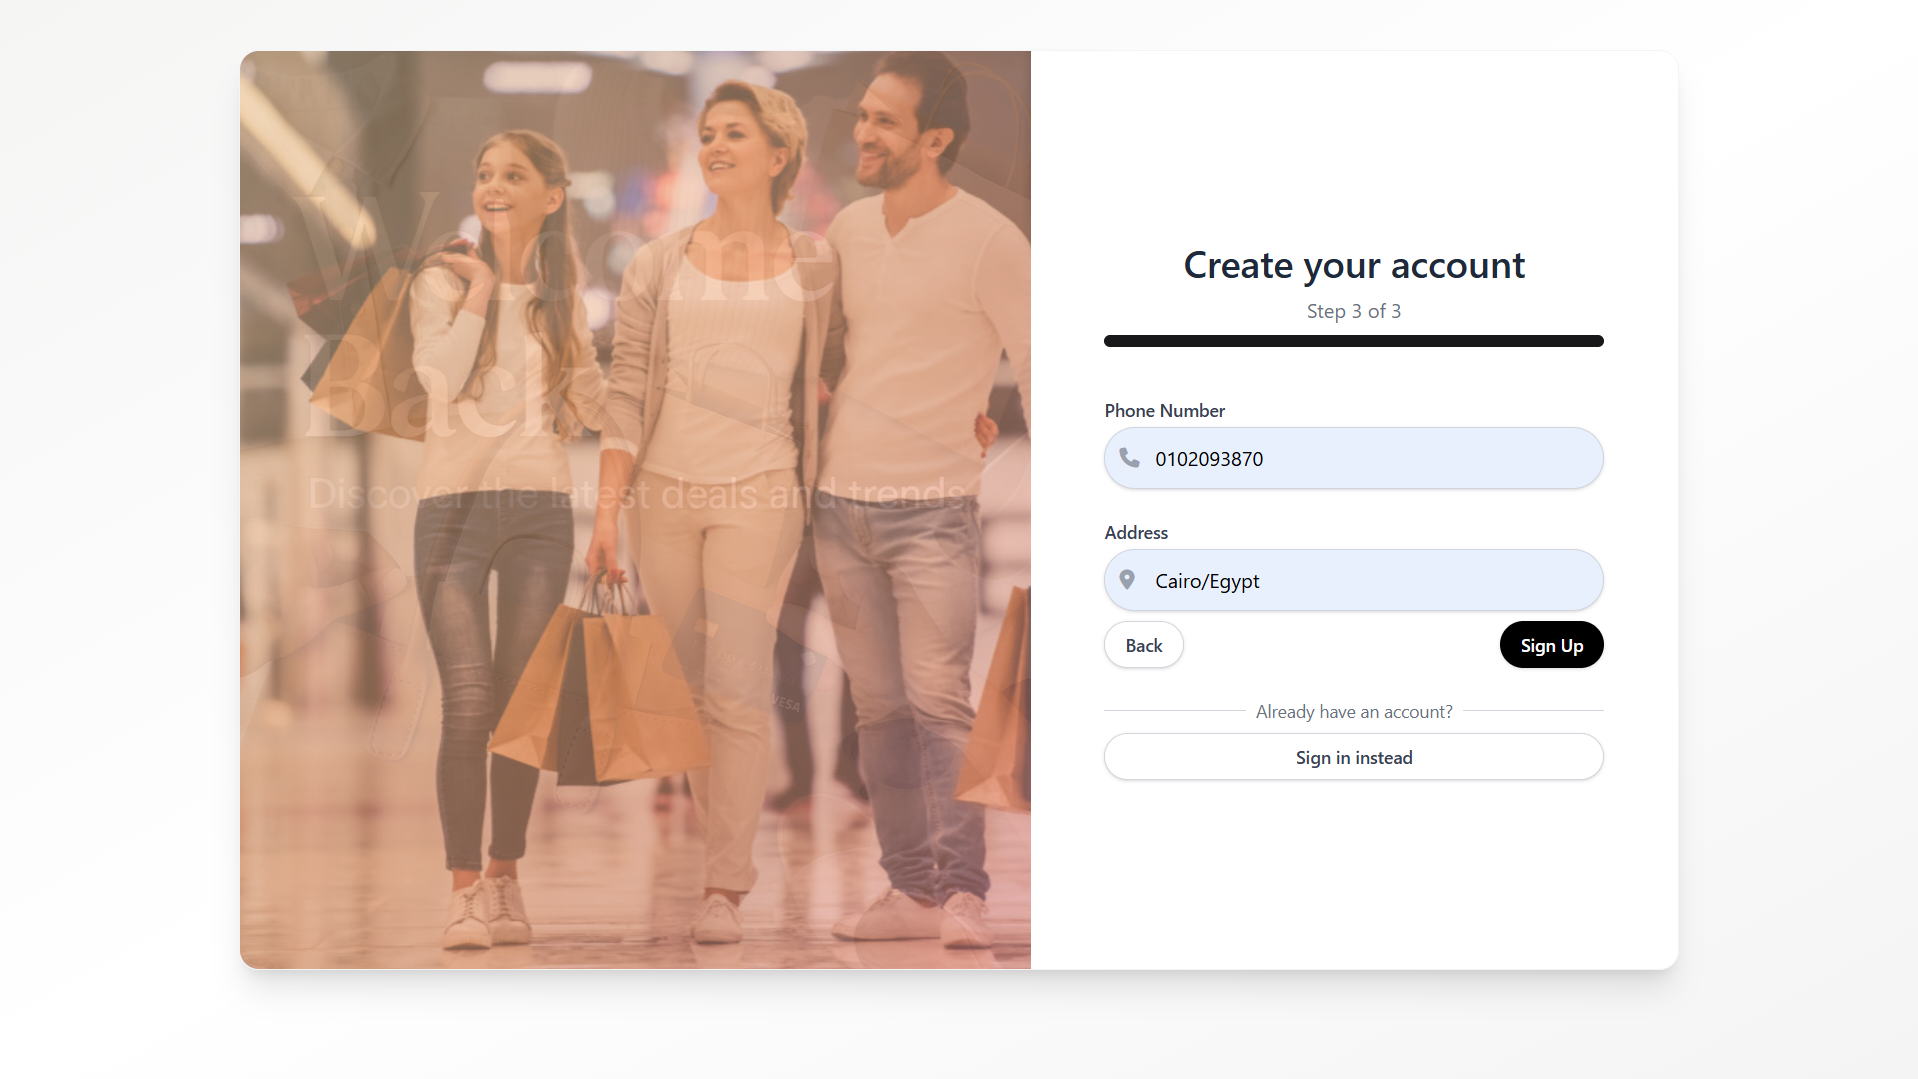 Welcome
Back.
Discover the latest deals and trends.
VESA
Create your account
Step 3 of 3
Phone Number
0102093870
Address
Cairo/Egypt
Back
Sign Up
Already have an account?
Sign in instead